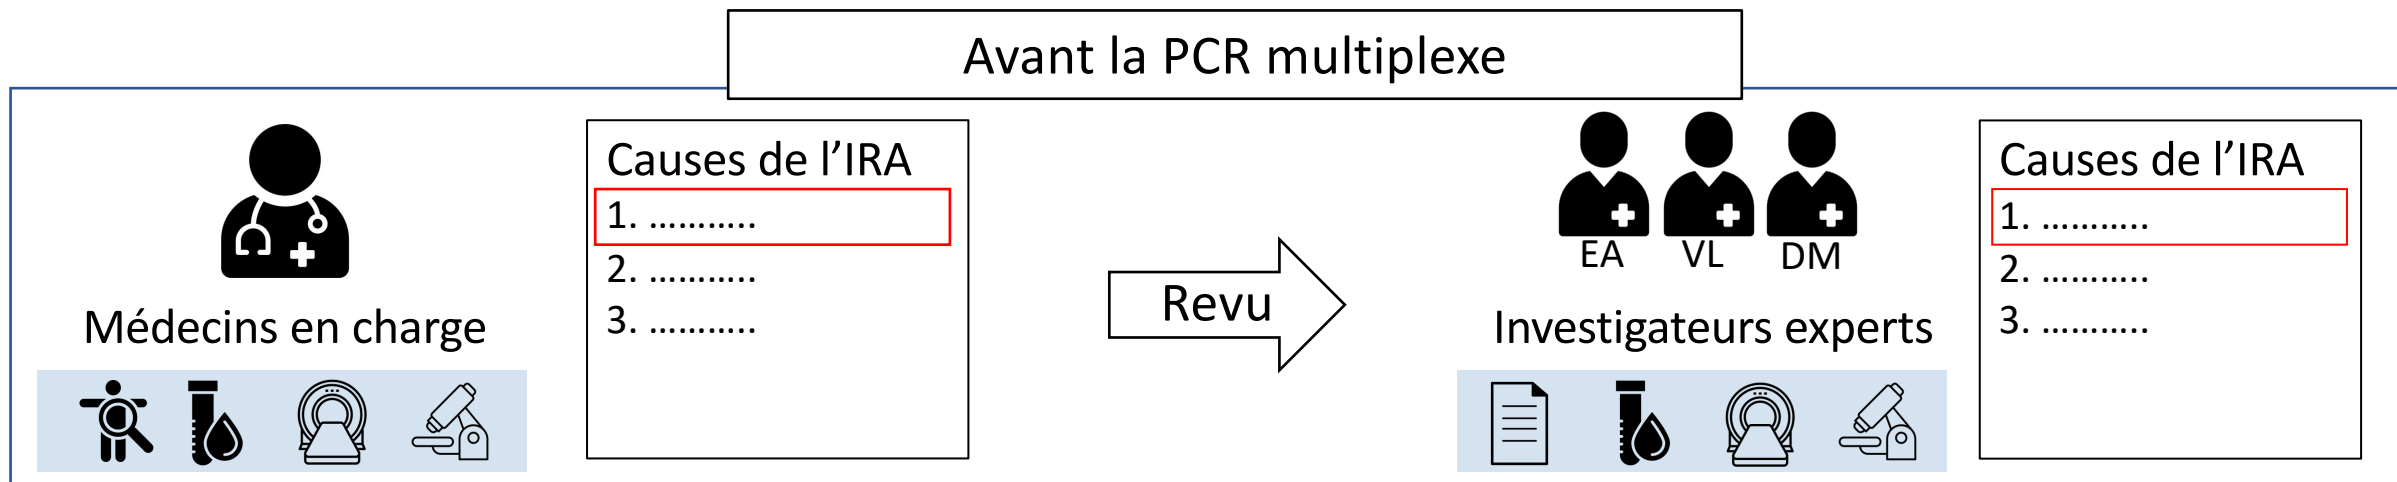 Avant la PCR multiplexe
Médecins en charge
Causes de l’IRA
1. ………..
2. ………..
3. ………..
Revu
EA VL DM
Investigateurs experts
Causes de l’IRA
1. ………..
2. ………..
3. ………..